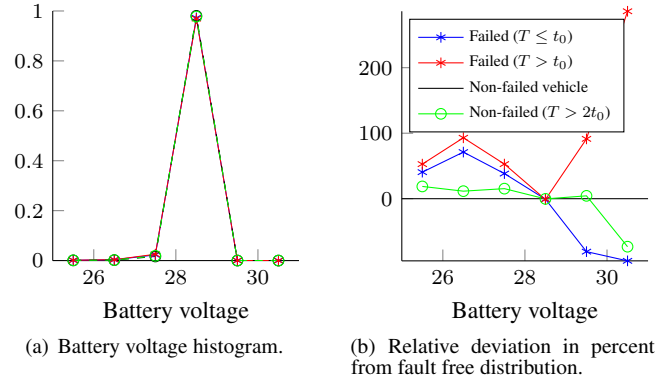 1
0.8
0.6
0.4
0.2
0
26
28
30
Battery voltage
(a) Battery voltage histogram.
Failed (T ≤ t₀)
Failed (T > t₀)
Non-failed vehicle
Non-failed (T > 2t₀)
200
100
0
26
28
30
Battery voltage
(b) Relative deviation in percent
from fault free distribution.